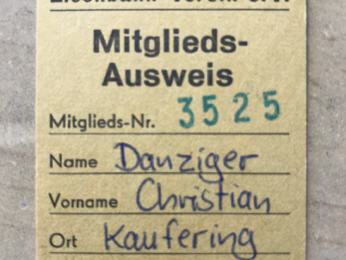 Mitglieds-
Ausweis
Mitglieds-Nr. 3525
Name Danziger
Vorname Christian
Ort Kaufering